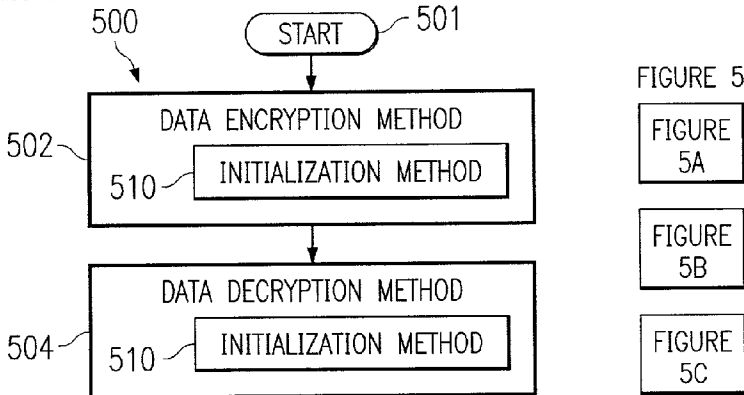 500
START
501
DATA ENCRYPTION METHOD
502
510
INITIALIZATION METHOD
DATA DECRYPTION METHOD
504
510
INITIALIZATION METHOD
FIGURE 5
FIGURE
5A
FIGURE
5B
FIGURE
5C